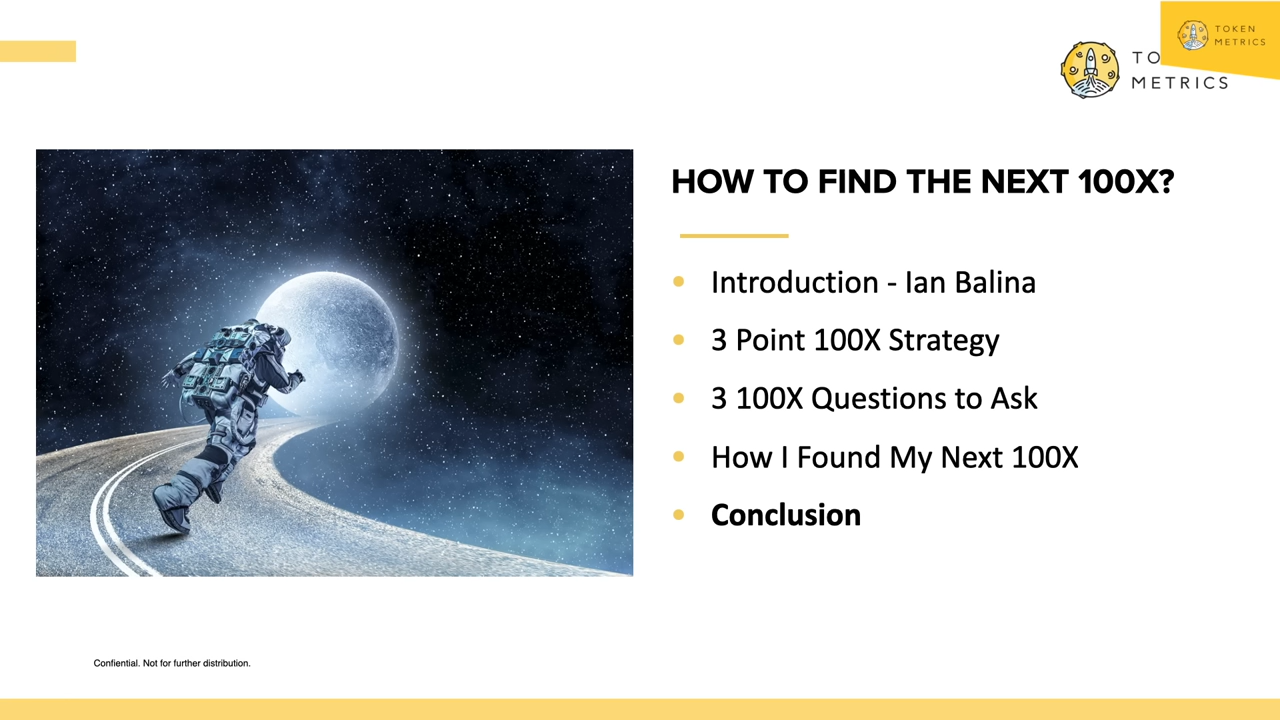 TOKEN
METRICS
TO
METRICS
HOW TO FIND THE NEXT 100X?
Introduction - Ian Balina
3 Point 100X Strategy
3 100X Questions to Ask
How I Found My Next 100X
Conclusion
Confiential. Not for further distribution.